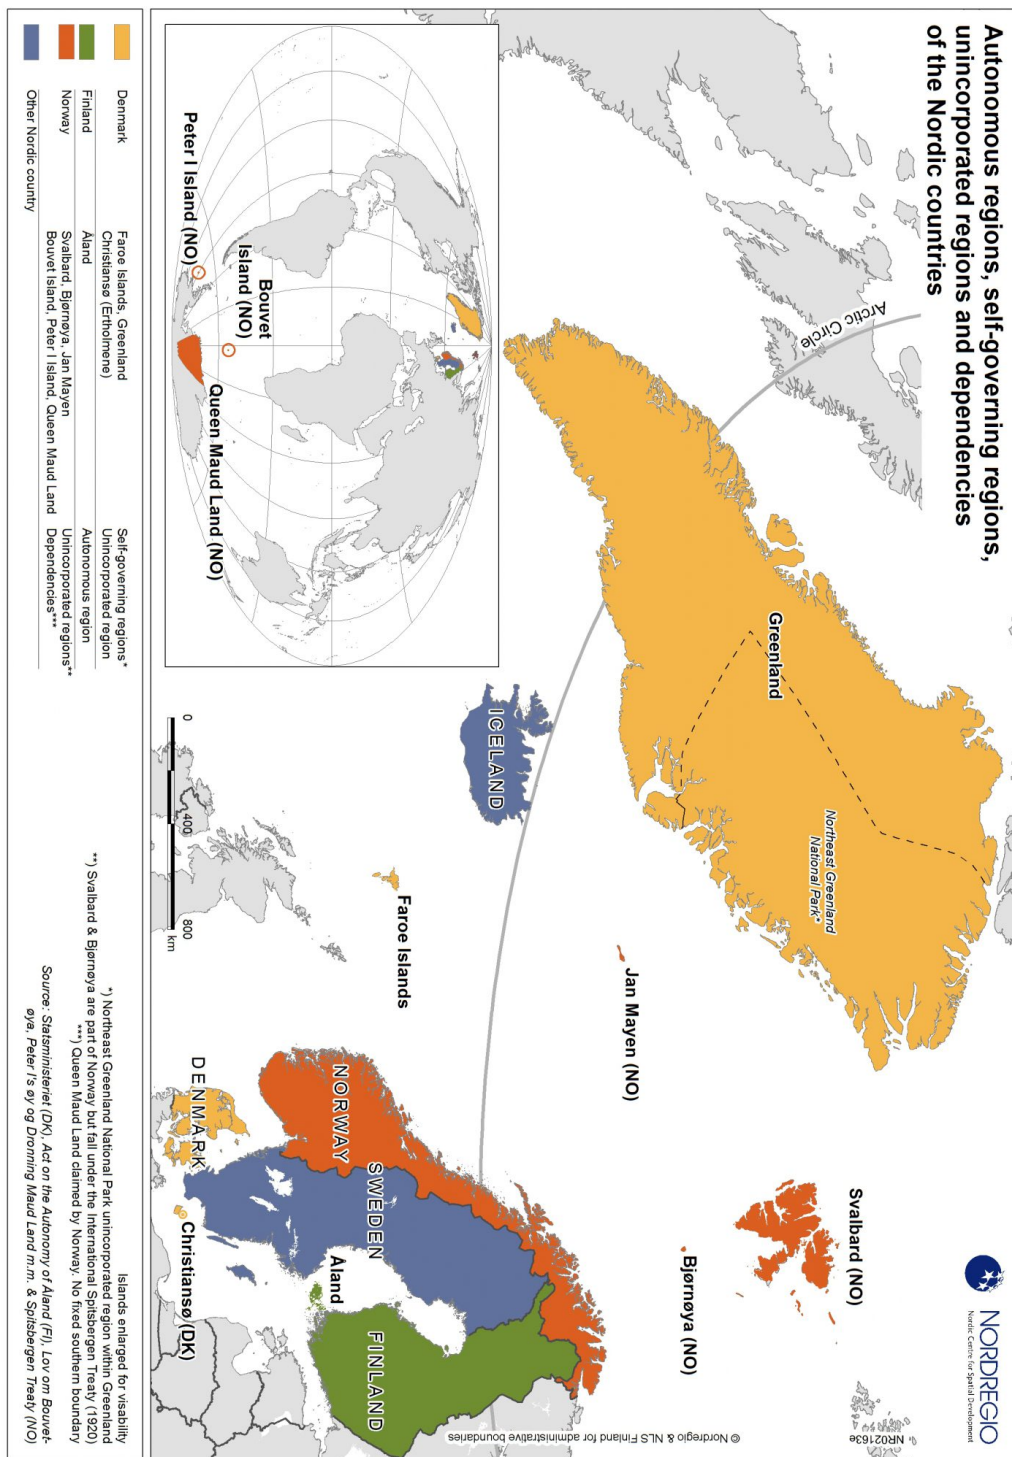 Autonomous regions, self-governing regions,
unincorporated regions and dependencies
of the Nordic countries
NORDREGIO
Nordic Centre for Spatial Development
NR02163e
Arctic Circle
Greenland
Northeast Greenland
National Park*
Svalbard (NO)
Bjørnøya (NO)
Jan Mayen (NO)
ICELAND
Faroe Islands
NORWAY
SWEDEN
FINLAND
Åland
DENMARK
Christiansø (DK)
Peter I Island (NO)
Bouvet
Island (NO)
Queen Maud Land (NO)
0 400 800
km
© Nordregio & NLS Finland for administrative boundaries
Denmark Faroe Islands, Greenland Self-governing regions*
Christiansø (Ertholmene) Unincorporated region
Finland Åland Autonomous region
Norway Svalbard, Bjørnøya, Jan Mayen Unincorporated regions**
Bouvet Island, Peter I Island, Queen Maud Land Dependencies***
Other Nordic country
Islands enlarged for visability
*) Northeast Greenland National Park unincorporated region within Greenland
**) Svalbard & Bjørnøya are part of Norway but fall under the International Spitsbergen Treaty (1920)
***) Queen Maud Land claimed by Norway. No fixed southern boundary
Source: Statsministeriet (DK), Act on the Autonomy of Åland (FI), Lov om Bouvet-
øya, Peter I's øy og Dronning Maud Land m.m. & Spitsbergen Treaty (NO)